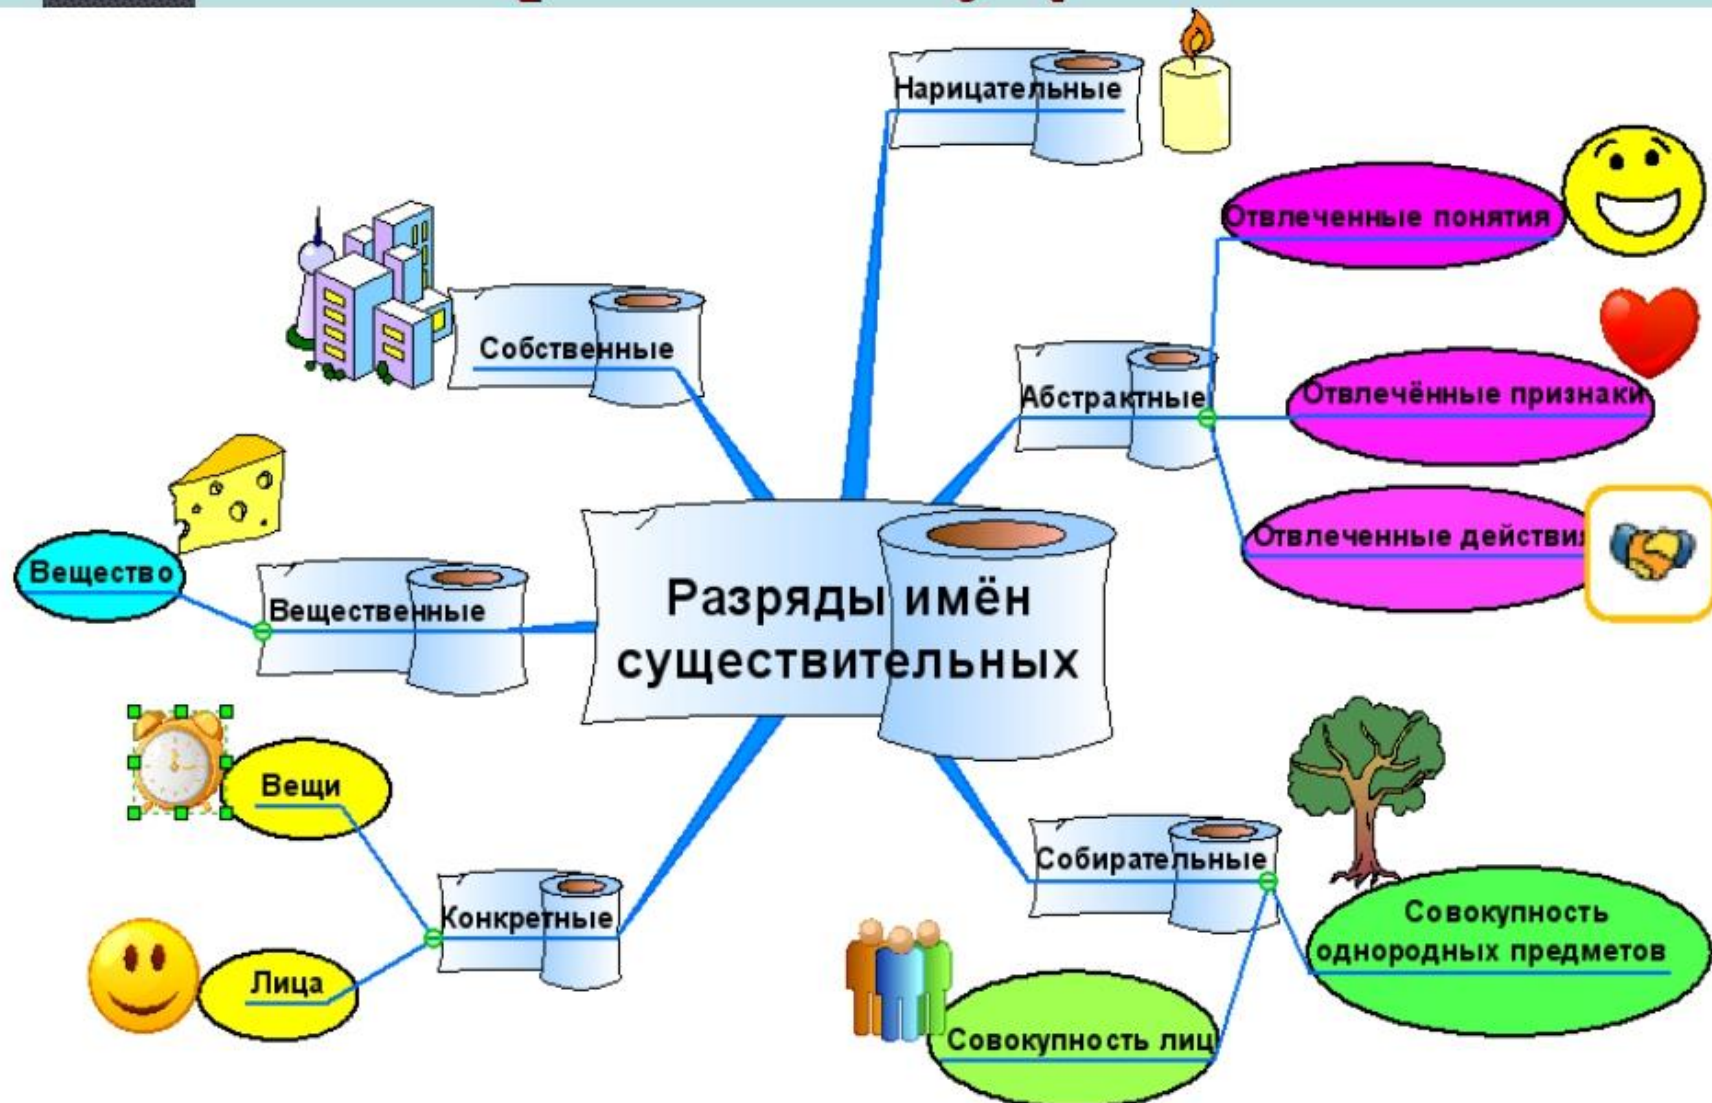 Нарицательные
Отвлеченные понятия
Собственные
Абстрактные
Отвлечённые признаки
Отвлеченные действия
Вещество
Вещественные
Разряды имён
существительных
Вещи
Собирательные
Конкретные
Совокупность
однородных предметов
Лица
Совокупность лиц